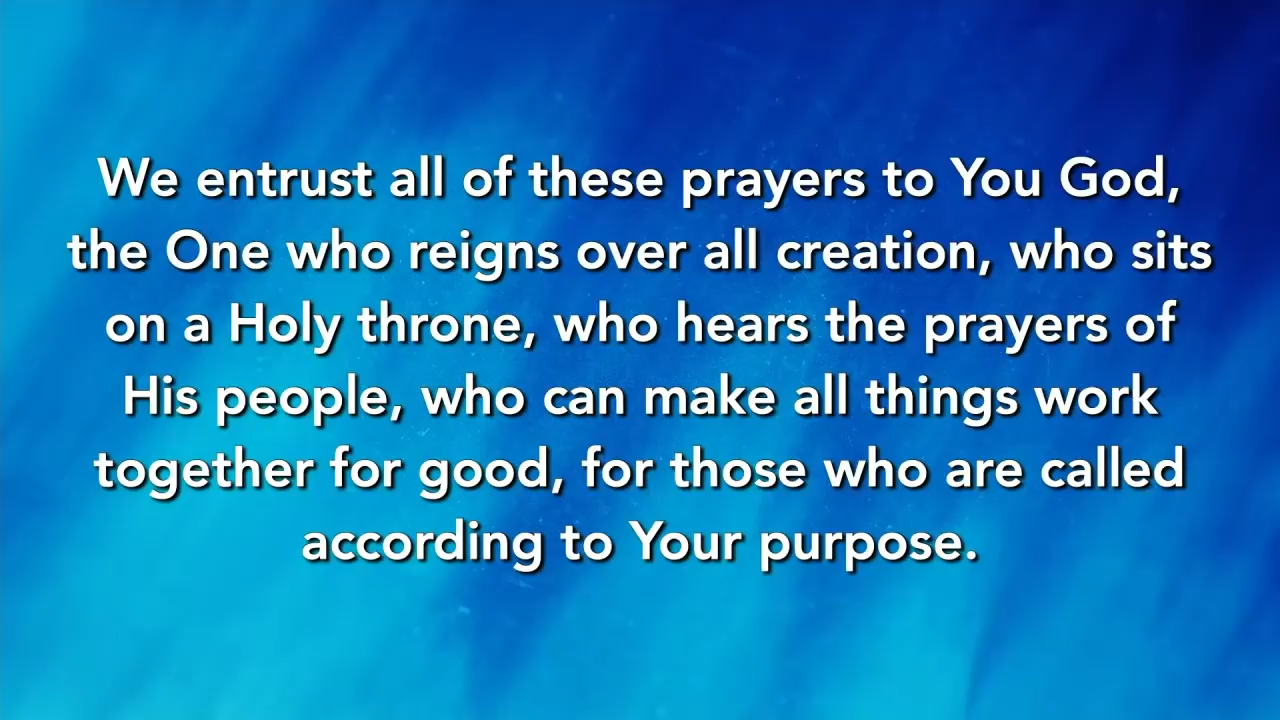 We entrust all of these prayers to You God,
the One who reigns over all creation, who sits
on a Holy throne, who hears the prayers of
His people, who can make all things work
together for good, for those who are called
according to Your purpose.